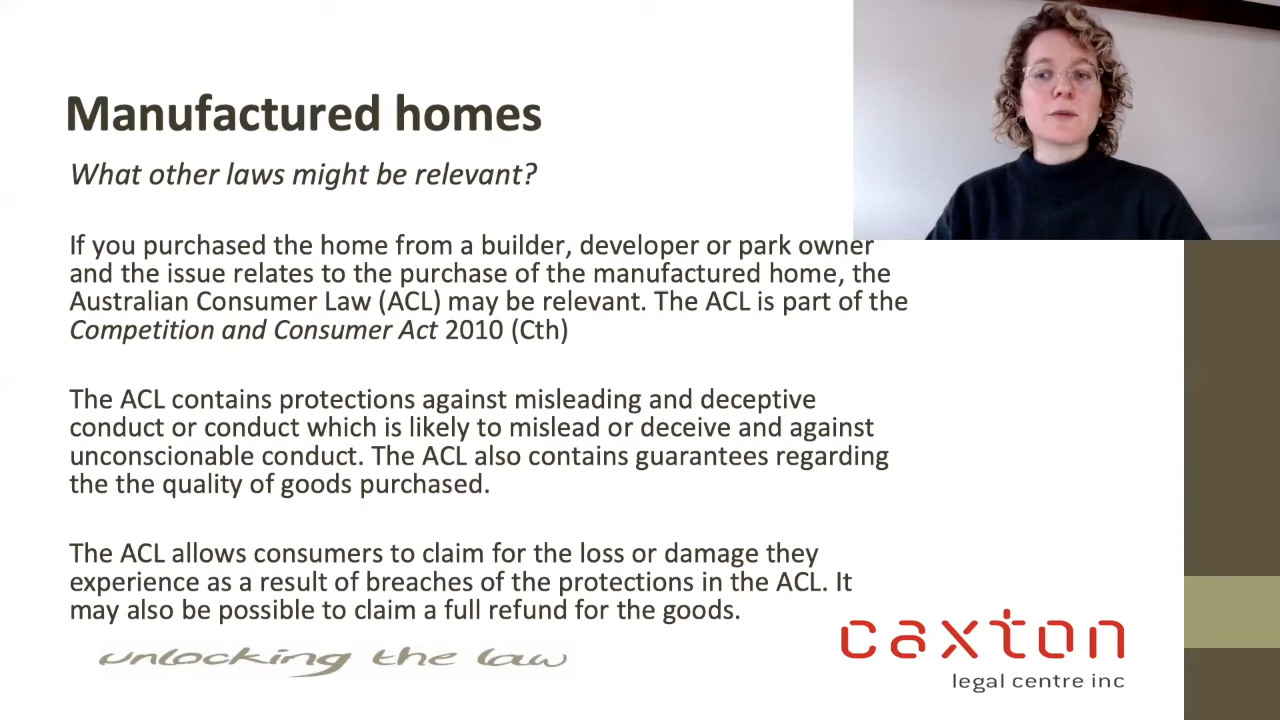 Manufactured homes
What other laws might be relevant?
If you purchased the home from a builder, developer or park owner
and the issue relates to the purchase of the manufactured home, the
Australian Consumer Law (ACL) may be relevant. The ACL is part of the
Competition and Consumer Act 2010 (Cth)
The ACL contains protections against misleading and deceptive
conduct or conduct which is likely to mislead or deceive and against
unconscionable conduct. The ACL also contains guarantees regarding
the the quality of goods purchased.
The ACL allows consumers to claim for the loss or damage they
experience as a result of breaches of the protections in the ACL. It
may also be possible to claim a full refund for the goods.
unlocking the law
caxton
legal centre inc